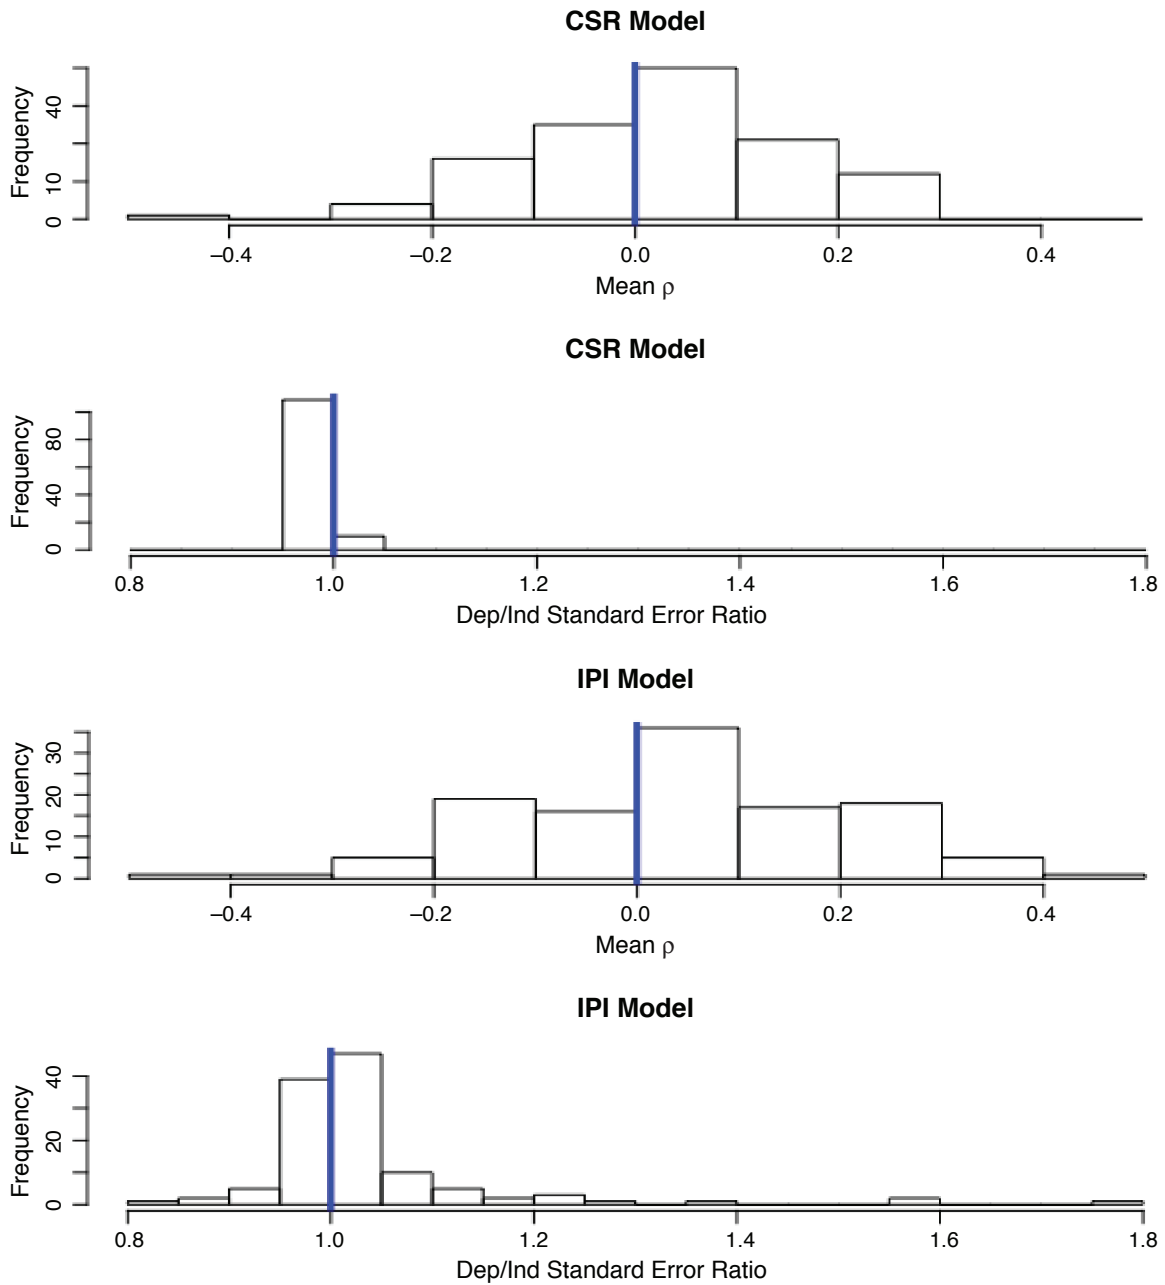 CSR Model
Frequency
40
10
0
–0.4 –0.2 0.0 0.2 0.4
Mean ρ
CSR Model
Frequency
80
40
0
0.8 1.0 1.2 1.4 1.6 1.8
Dep/Ind Standard Error Ratio
IPI Model
Frequency
30
20
10
0
–0.4 –0.2 0.0 0.2 0.4
Mean ρ
IPI Model
Frequency
40
20
0
0.8 1.0 1.2 1.4 1.6 1.8
Dep/Ind Standard Error Ratio